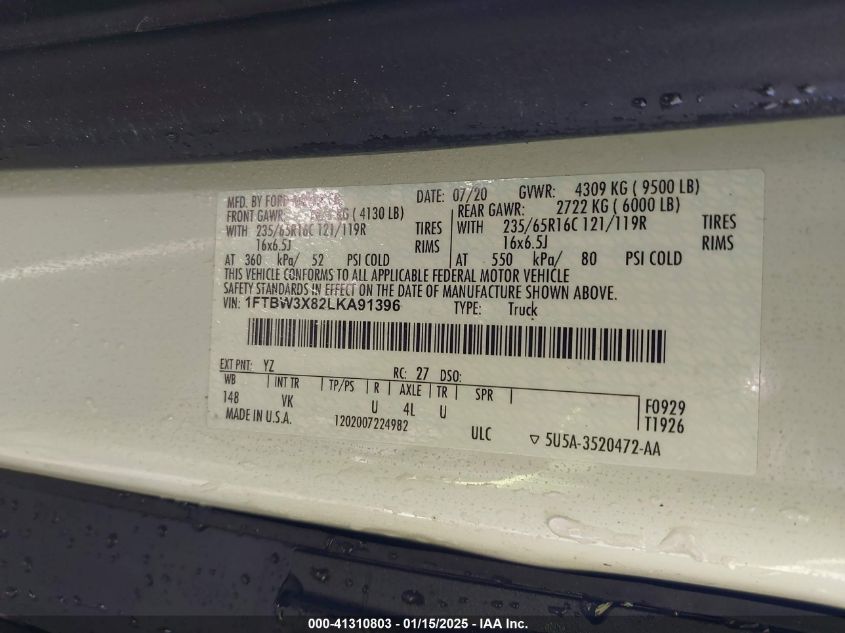 MFD. BY FORD DATE: 07/20 GVWR: 4309 KG ( 9500 LB)
FRONT GAWR: KG ( 4130 LB) REAR GAWR: 2722 KG ( 6000 LB)
WITH 235/65R16C 121/119R TIRES WITH 235/65R16C 121/119R TIRES
16x6.5J RIMS 16x6.5J RIMS
AT 360 kPa/ 52 PSI COLD AT 550 kPa/ 80 PSI COLD
THIS VEHICLE CONFORMS TO ALL APPLICABLE FEDERAL MOTOR VEHICLE
SAFETY STANDARDS IN EFFECT ON THE DATE OF MANUFACTURE SHOWN ABOVE.
VIN: 1FTBW3X82LKA91396 TYPE: Truck
EXT PNT: YZ RC: 27 DSO:
WB INT TR TP/PS R AXLE TR SPR
148 VK U 4L U F0929
T1926
MADE IN U.S.A. 1202007224982 ULC ▽ 5U5A-3520472-AA
000-41310803 - 01/15/2025 - IAA Inc.